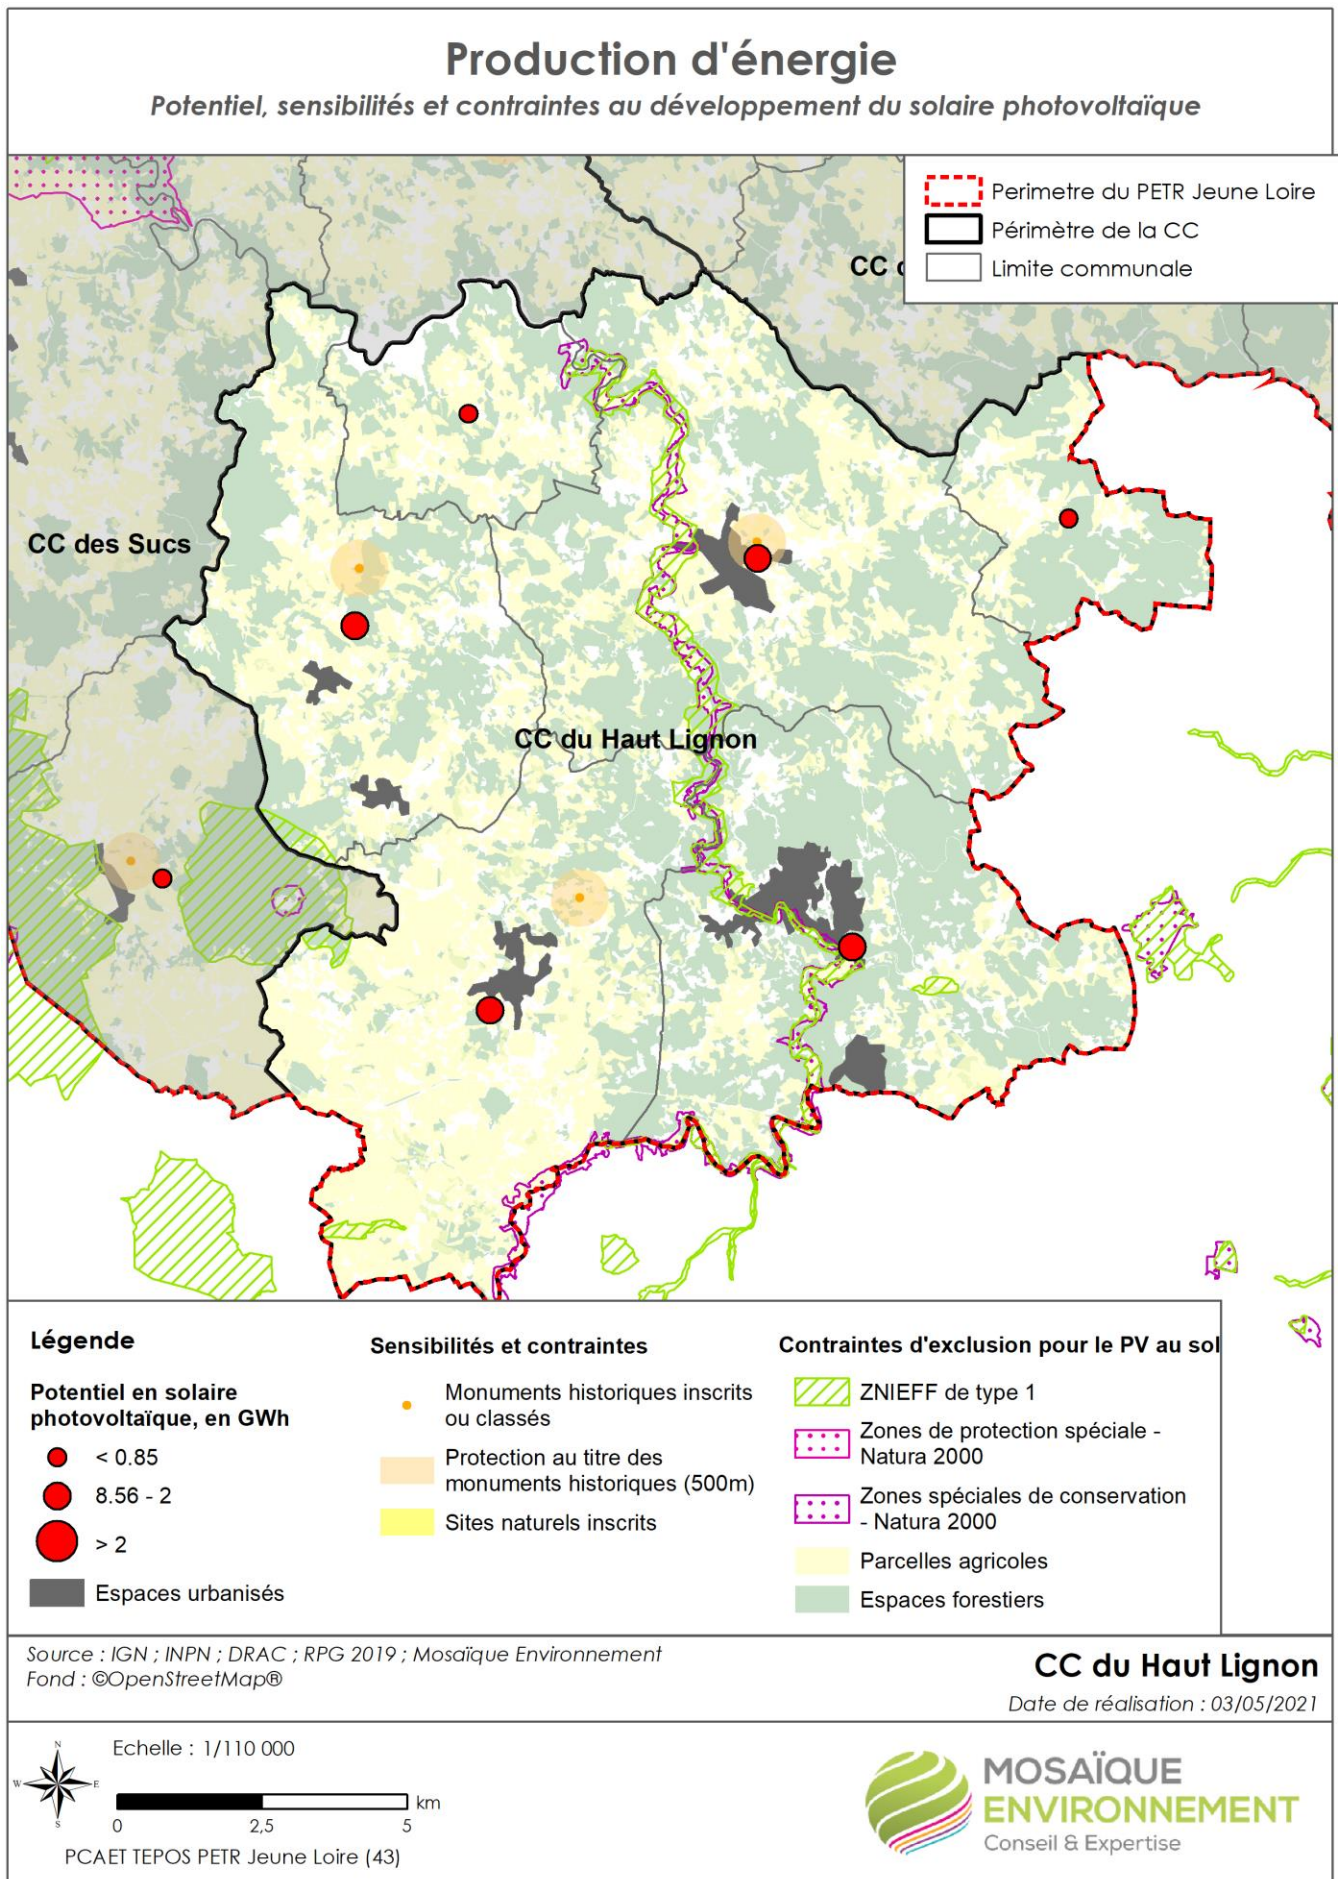 Production d'énergie
Potentiel, sensibilités et contraintes au développement du solaire photovoltaïque
Perimetre du PETR Jeune Loire
Périmètre de la CC
Limite communale
CC
CC des Sucs
CC du Haut Lignon
Légende
Potentiel en solaire
photovoltaïque, en GWh
< 0.85
8.56 - 2
> 2
Espaces urbanisés
Sensibilités et contraintes
Monuments historiques inscrits
ou classés
Protection au titre des
monuments historiques (500m)
Sites naturels inscrits
Contraintes d'exclusion pour le PV au sol
ZNIEFF de type 1
Zones de protection spéciale -
Natura 2000
Zones spéciales de conservation
- Natura 2000
Parcelles agricoles
Espaces forestiers
Source : IGN ; INPN ; DRAC ; RPG 2019 ; Mosaïque Environnement
Fond : ©OpenStreetMap®
CC du Haut Lignon
Date de réalisation : 03/05/2021
N
W E
S
Echelle : 1/110 000
km
0 2,5 5
PCAET TEPOS PETR Jeune Loire (43)
MOSAÏQUE
ENVIRONNEMENT
Conseil & Expertise